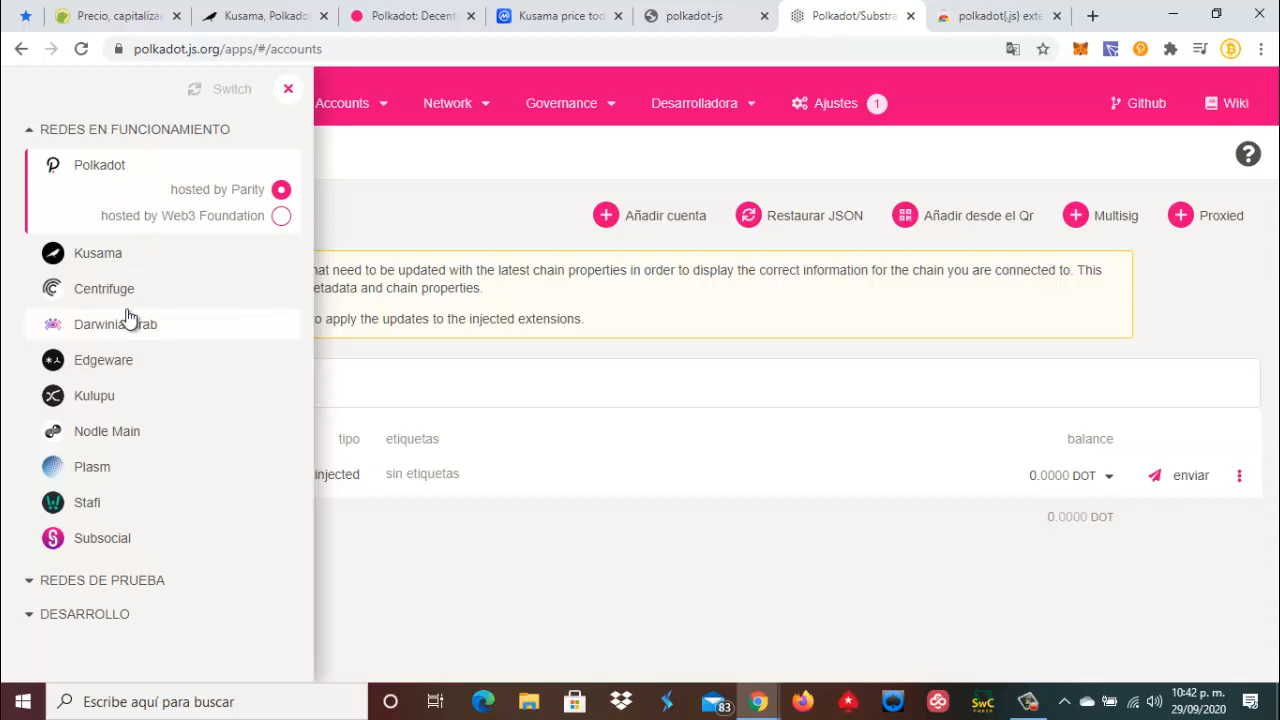 Precio, capitaliza
Kusama, Polkado
Polkadot: Decent
Kusama price tod
polkadot-js
Polkadot/Substra
polkadot{.js} exte
polkadot.js.org/apps/#/accounts
Switch
Accounts
Network
Governance
Desarrolladora
Ajustes
1
Github
Wiki
REDES EN FUNCIONAMIENTO
Polkadot
hosted by Parity
hosted by Web3 Foundation
Kusama
Centrifuge
Darwinia Crab
Edgeware
Kulupu
Nodle Main
Plasm
Stafi
Subsocial
REDES DE PRUEBA
DESARROLLO
?
Añadir cuenta
Restaurar JSON
Añadir desde el Qr
Multisig
Proxied
hat need to be updated with the latest chain properties in order to display the correct information for the chain you are connected to. This
etadata and chain properties.
to apply the updates to the injected extensions.
tipo etiquetas balance
injected sin etiquetas 0.0000 DOT enviar
0.0000 DOT
Escribe aquí para buscar
83
SwC
10:42 p. m.
29/09/2020